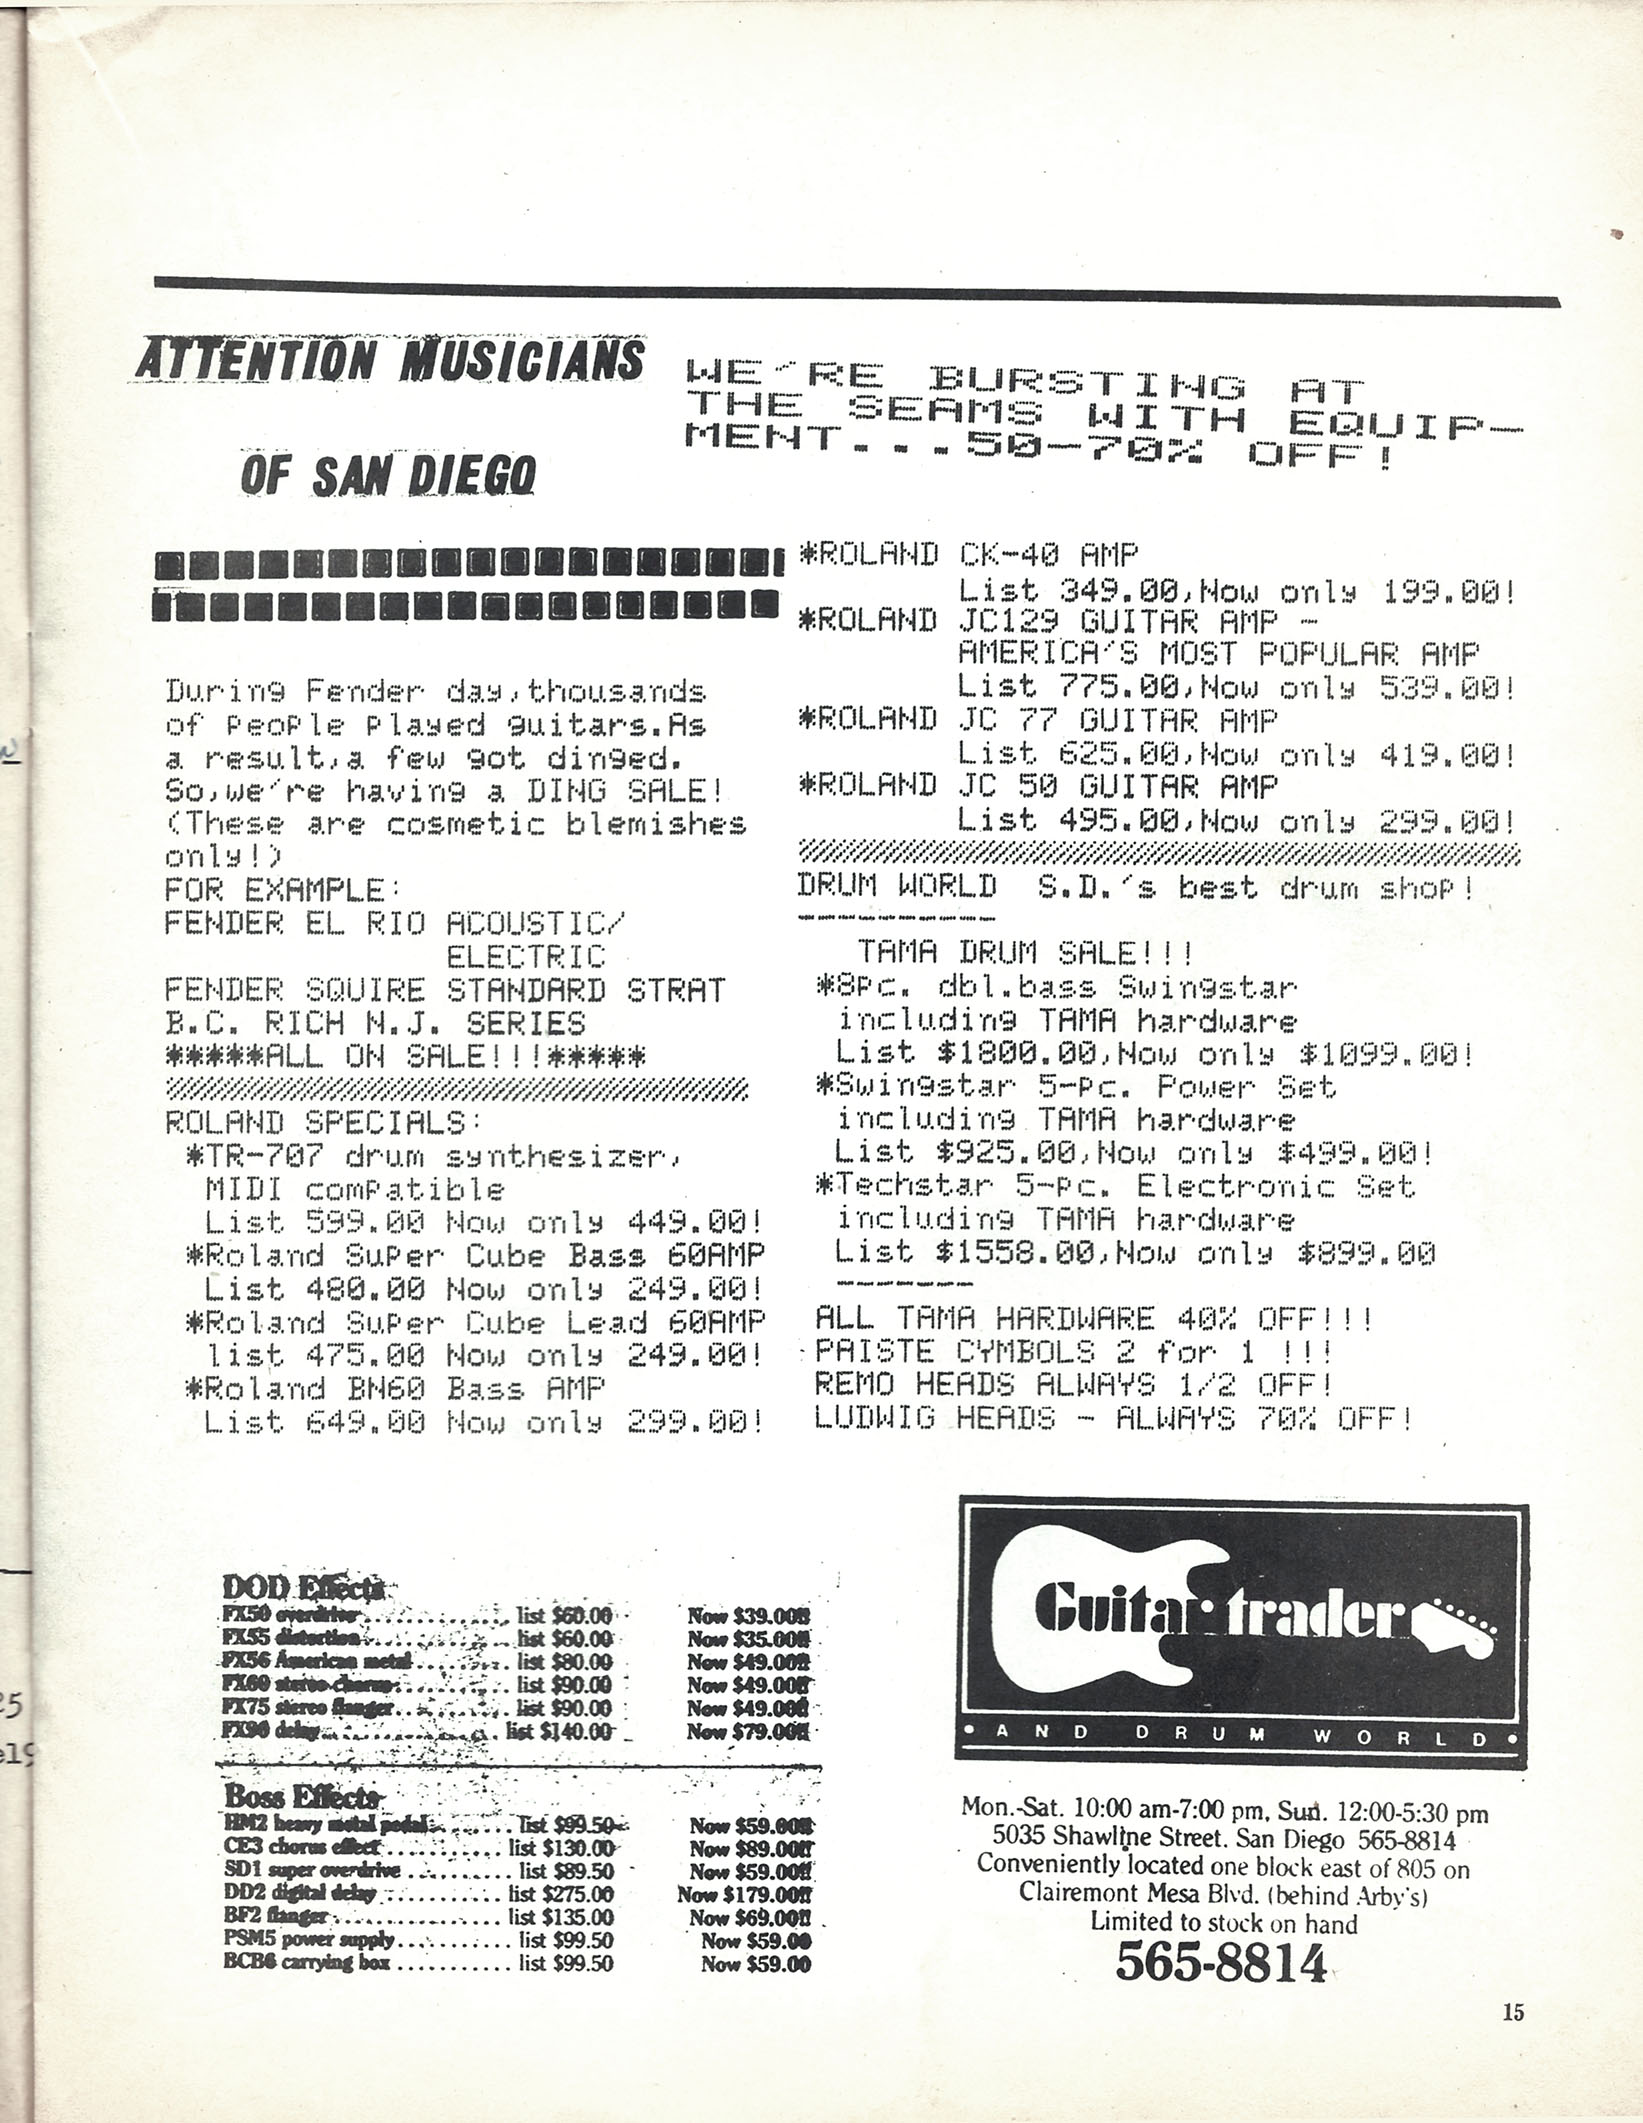 ATTENTION MUSICIANS
OF SAN DIEGO
WE'RE BURSTING AT
THE SEAMS WITH EQUIP-
MENT...50-70% OFF!
During Fender day,thousands
of people played guitars.As
a result,a few got dinged.
So,we're having a DING SALE!
(These are cosmetic blemishes
only!)
FOR EXAMPLE:
FENDER EL RIO ACOUSTIC/
ELECTRIC
FENDER SQUIRE STANDARD STRAT
B.C. RICH N.J. SERIES
*****ALL ON SALE!!!*****
ROLAND SPECIALS:
*TR-707 drum synthesizer,
MIDI compatible
List 599.00 Now only 449.00!
*Roland Super Cube Bass 60AMP
List 480.00 Now only 249.00!
*Roland Super Cube Lead 60AMP
list 475.00 Now only 249.00!
*Roland BN60 Bass AMP
List 649.00 Now only 299.00!
*ROLAND CK-40 AMP
List 349.00,Now only 199.00!
*ROLAND JC129 GUITAR AMP -
AMERICA'S MOST POPULAR AMP
List 775.00,Now only 539.00!
*ROLAND JC 77 GUITAR AMP
List 625.00,Now only 419.00!
*ROLAND JC 50 GUITAR AMP
List 495.00,Now only 299.00!
DRUM WORLD S.D.'s best drum shop!
----------
TAMA DRUM SALE!!!
*8pc. dbl.bass Swingstar
including TAMA hardware
List $1800.00,Now only $1099.00!
*Swingstar 5-pc. Power Set
including TAMA hardware
List $925.00,Now only $499.00!
*Techstar 5-pc. Electronic Set
including TAMA hardware
List $1558.00,Now only $899.00
-------
ALL TAMA HARDWARE 40% OFF!!!
PAISTE CYMBOLS 2 for 1 !!!
REMO HEADS ALWAYS 1/2 OFF!
LUDWIG HEADS - ALWAYS 70% OFF!
DOD Effects
FX50 overdrive............... list $60.00 Now $39.00!!
FX55 distortion............... list $60.00 Now $35.00!!
FX56 American metal.......... list $80.00 Now $49.00!!
FX60 stereo chorus............ list $90.00 Now $49.00!!
FX75 stereo flanger............ list $90.00 Now $49.00!!
FX90 delay.................. list $140.00 Now $79.00!!
Boss Effects
HM2 heavy metal pedal......... list $99.50 Now $59.00!!
CE3 chorus effect............ list $130.00 Now $89.00!!
SD1 super overdrive........... list $89.50 Now $59.00!!
DD2 digital delay............ list $275.00 Now $179.00!!
BF2 flanger................. list $135.00 Now $69.00!!
PSM5 power supply........... list $99.50 Now $59.00
BCB6 carrying box ........... list $99.50 Now $59.00
Guitar trader
• AND DRUM WORLD •
Mon.-Sat. 10:00 am-7:00 pm, Sun. 12:00-5:30 pm
5035 Shawline Street. San Diego 565-8814
Conveniently located one block east of 805 on
Clairemont Mesa Blvd. (behind Arby's)
Limited to stock on hand
565-8814
15